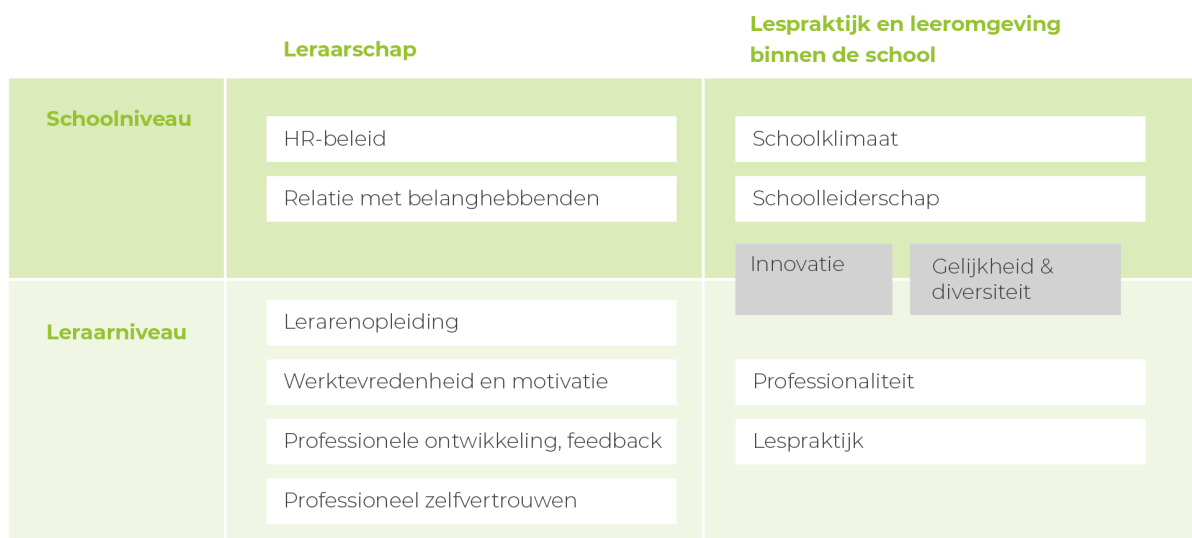 Leraarschap
Lespraktijk en leeromgeving
binnen de school
Schoolniveau
HR-beleid
Relatie met belanghebbenden
Schoolklimaat
Schoolleiderschap
Innovatie
Gelijkheid &
diversiteit
Leraarniveau
Lerarenopleiding
Werktevredenheid en motivatie
Professionele ontwikkeling, feedback
Professioneel zelfvertrouwen
Professionaliteit
Lespraktijk